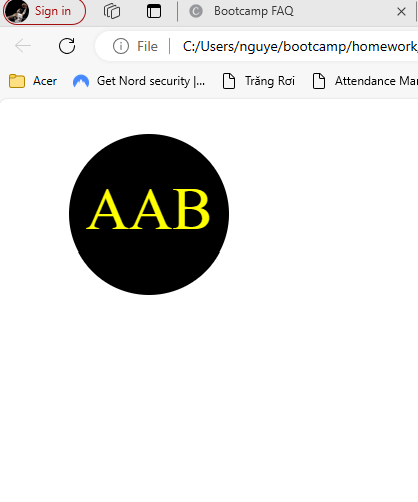 Sign in
Bootcamp FAQ
File
C:/Users/nguye/bootcamp/homework
Acer
Get Nord security |...
Trăng Rơi
Attendance Mar
AAB